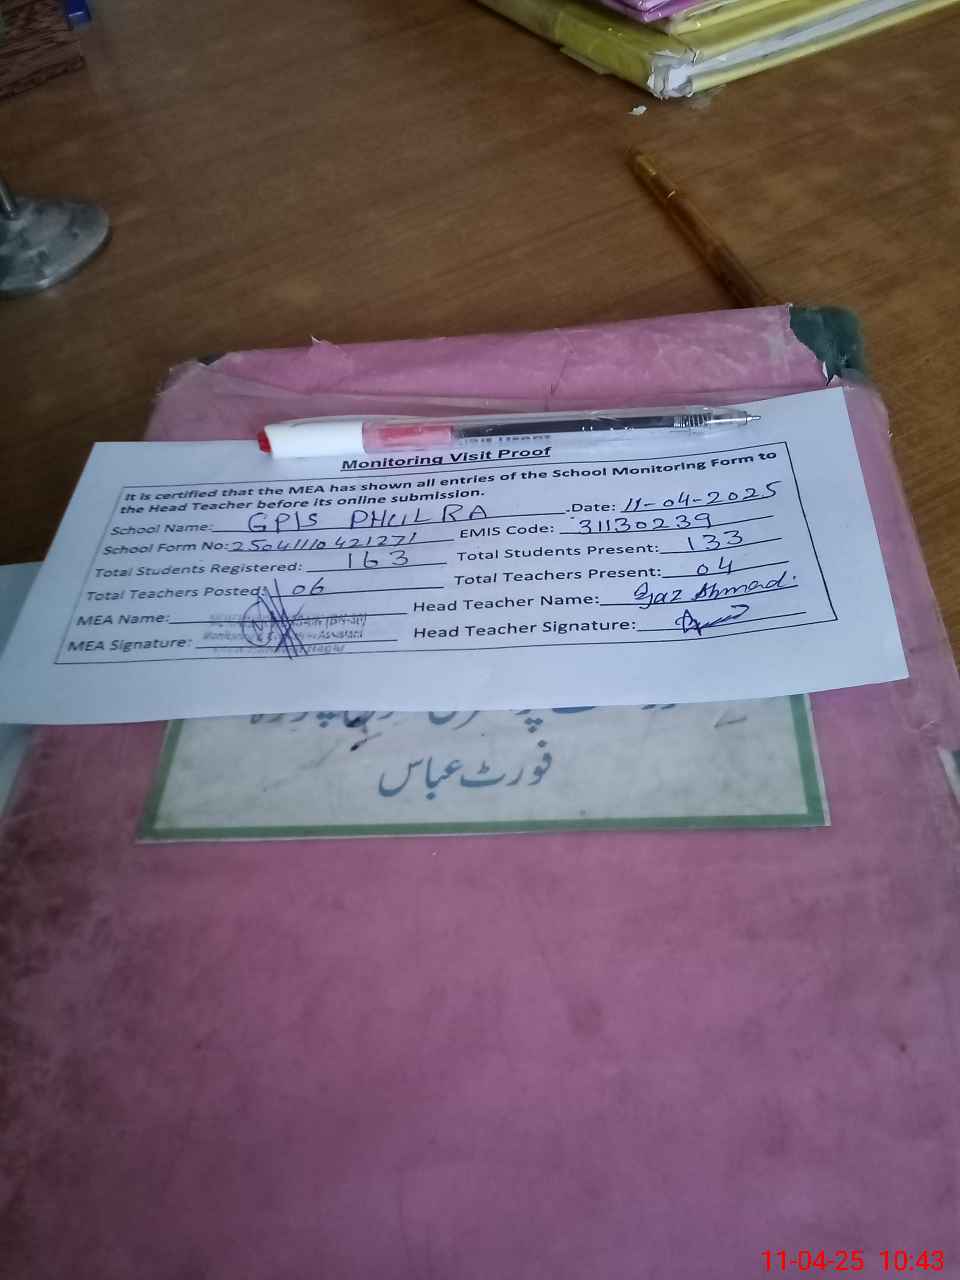 Monitoring Visit Proof
It is certified that the MEA has shown all entries of the School Monitoring Form to
the Head Teacher before its online submission.
School Name: GP/S PHULRA Date: 11-04-2025
School Form No: 25041110421271 EMIS Code: 31130239
Total Students Registered: 163 Total Students Present: 133
Total Teachers Posted: 06 Total Teachers Present: 04
MEA Name: Head Teacher Name: Ijaz Ahmad.
MEA Signature: Head Teacher Signature:
فورٹ عباس
11-04-25 10:43